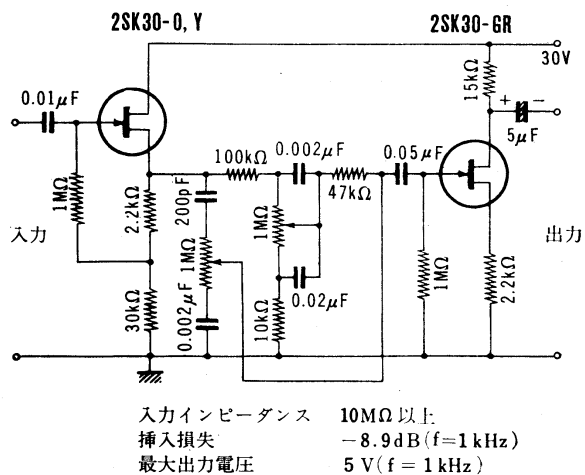 2SK30-O, Y
2SK30-GR
30V
15kΩ
0.01μF
+ -
5μF
100kΩ
0.002μF
0.05μF
47kΩ
1MΩ
2.2kΩ
200pF
1MΩ
1MΩ
1MΩ
2.2kΩ
入力
出力
30kΩ
0.002μF
10kΩ
0.02μF
入力インピーダンス 10MΩ以上
挿入損失 -8.9dB(f=1kHz)
最大出力電圧 5V(f=1kHz)